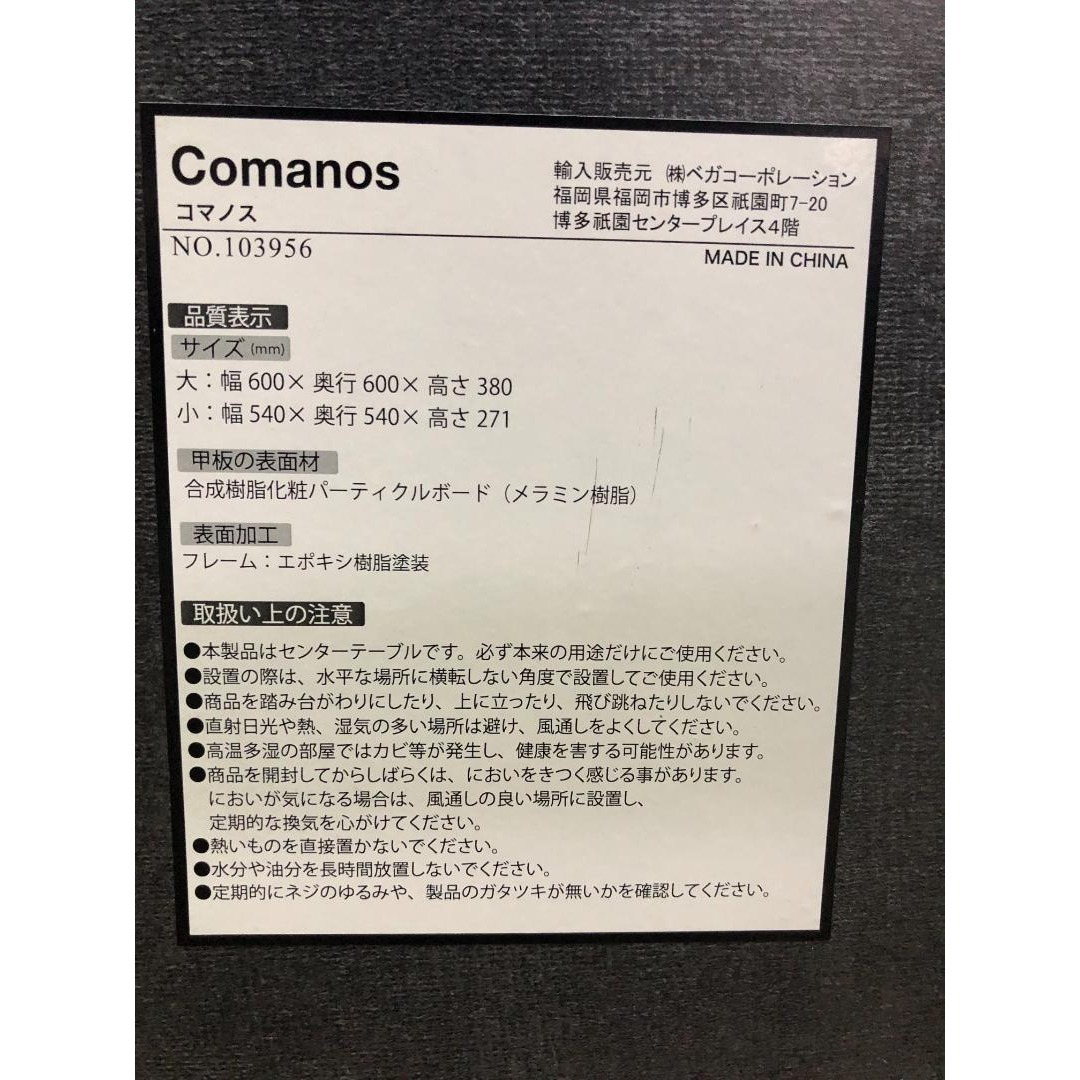 Comanos
コマノス
輸入販売元 ㈱ベガコーポレーション
福岡県福岡市博多区祇園町7-20
博多祇園センタープレイス4階
NO.103956
MADE IN CHINA
品質表示
サイズ(mm)
大：幅600× 奥行600× 高さ380
小：幅540× 奥行540× 高さ271
甲板の表面材
合成樹脂化粧パーティクルボード（メラミン樹脂）
表面加工
フレーム：エポキシ樹脂塗装
取扱い上の注意
●本製品はセンターテーブルです。必ず本来の用途だけにご使用ください。
●設置の際は、水平な場所に横転しない角度で設置してご使用ください。
●商品を踏み台がわりにしたり、上に立ったり、飛び跳ねたりしないでください。
●直射日光や熱、湿気の多い場所は避け、風通しをよくしてください。
●高温多湿の部屋ではカビ等が発生し、健康を害する可能性があります。
●商品を開封してからしばらくは、においをきつく感じる事があります。
においが気になる場合は、風通しの良い場所に設置し、
定期的な換気を心がけてください。
●熱いものを直接置かないでください。
●水分や油分を長時間放置しないでください。
●定期的にネジのゆるみや、製品のガタツキが無いかを確認してください。